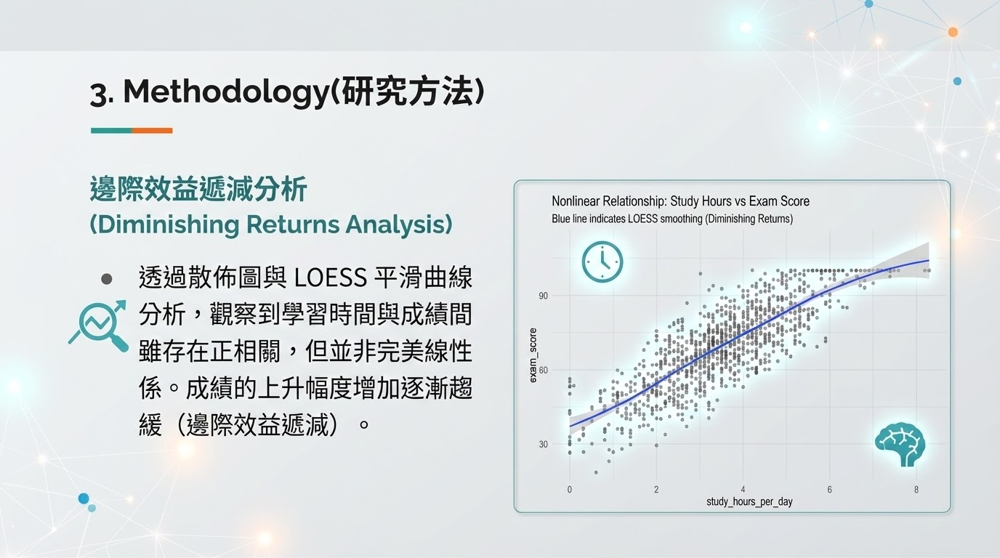 3. Methodology(研究方法)
邊際效益遞減分析
(Diminishing Returns Analysis)
透過散佈圖與 LOESS 平滑曲線
分析，觀察到學習時間與成績間
雖存在正相關，但並非完美線性
係。成績的上升幅度增加逐漸趨
緩（邊際效益遞減）。
Nonlinear Relationship: Study Hours vs Exam Score
Blue line indicates LOESS smoothing (Diminishing Returns)
90
60
30
exam_score
0 2 4 6 8
study_hours_per_day